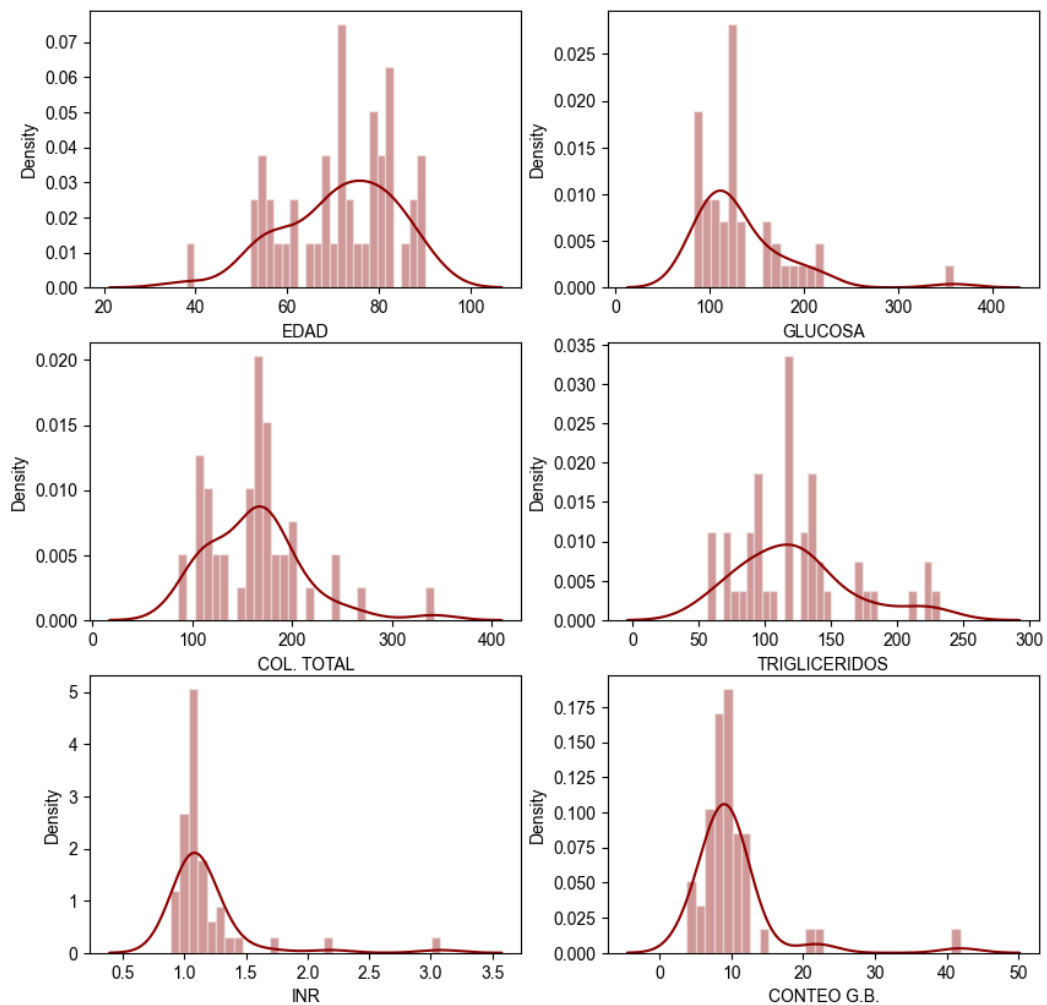 Density
0.07
0.06
0.05
0.04
0.03
0.02
0.01
0.00
20 40 60 80 100
EDAD
Density
0.025
0.020
0.015
0.010
0.005
0.000
0 100 200 300 400
GLUCOSA
Density
0.020
0.015
0.010
0.005
0.000
0 100 200 300 400
COL. TOTAL
Density
0.035
0.030
0.025
0.020
0.015
0.010
0.005
0.000
0 50 100 150 200 250 300
TRIGLICERIDOS
Density
5
4
3
2
1
0
0.5 1.0 1.5 2.0 2.5 3.0 3.5
INR
Density
0.175
0.150
0.125
0.100
0.075
0.050
0.025
0.000
0 10 20 30 40 50
CONTEO G.B.